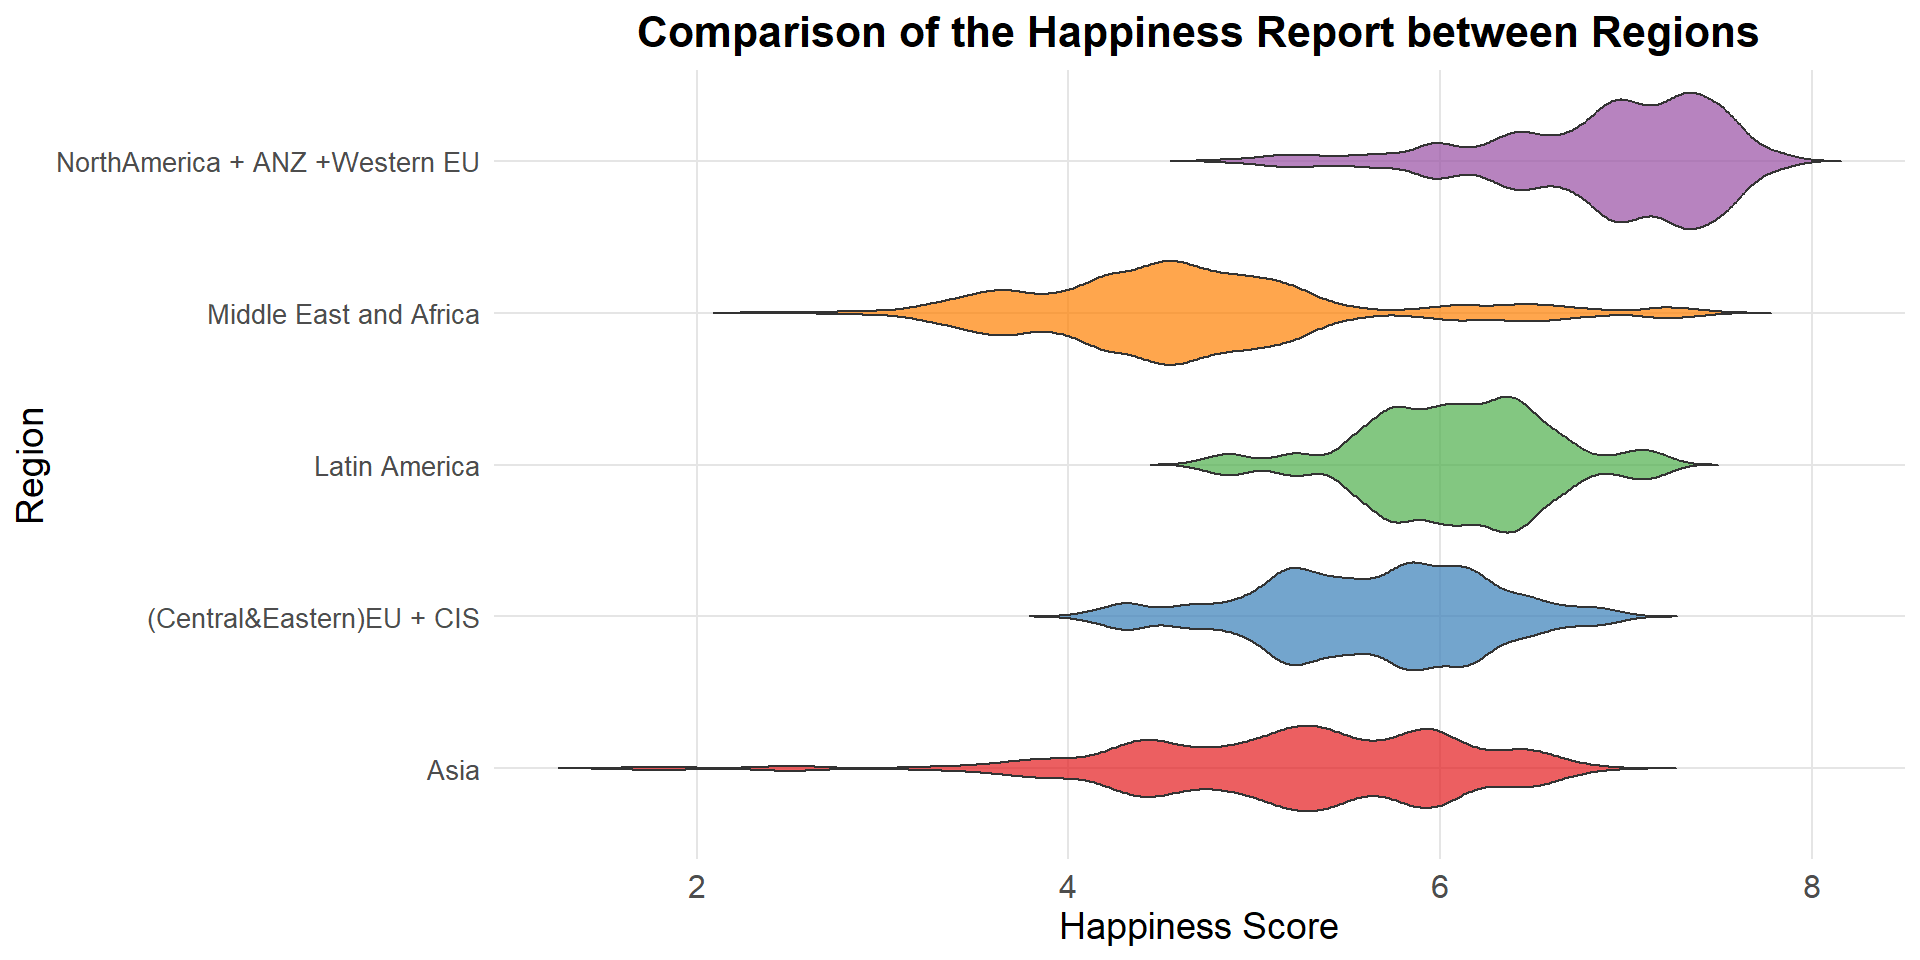 Comparison of the Happiness Report between Regions
NorthAmerica + ANZ +Western EU
Middle East and Africa
Latin America
(Central&Eastern)EU + CIS
Asia
Region
2 4 6 8
Happiness Score